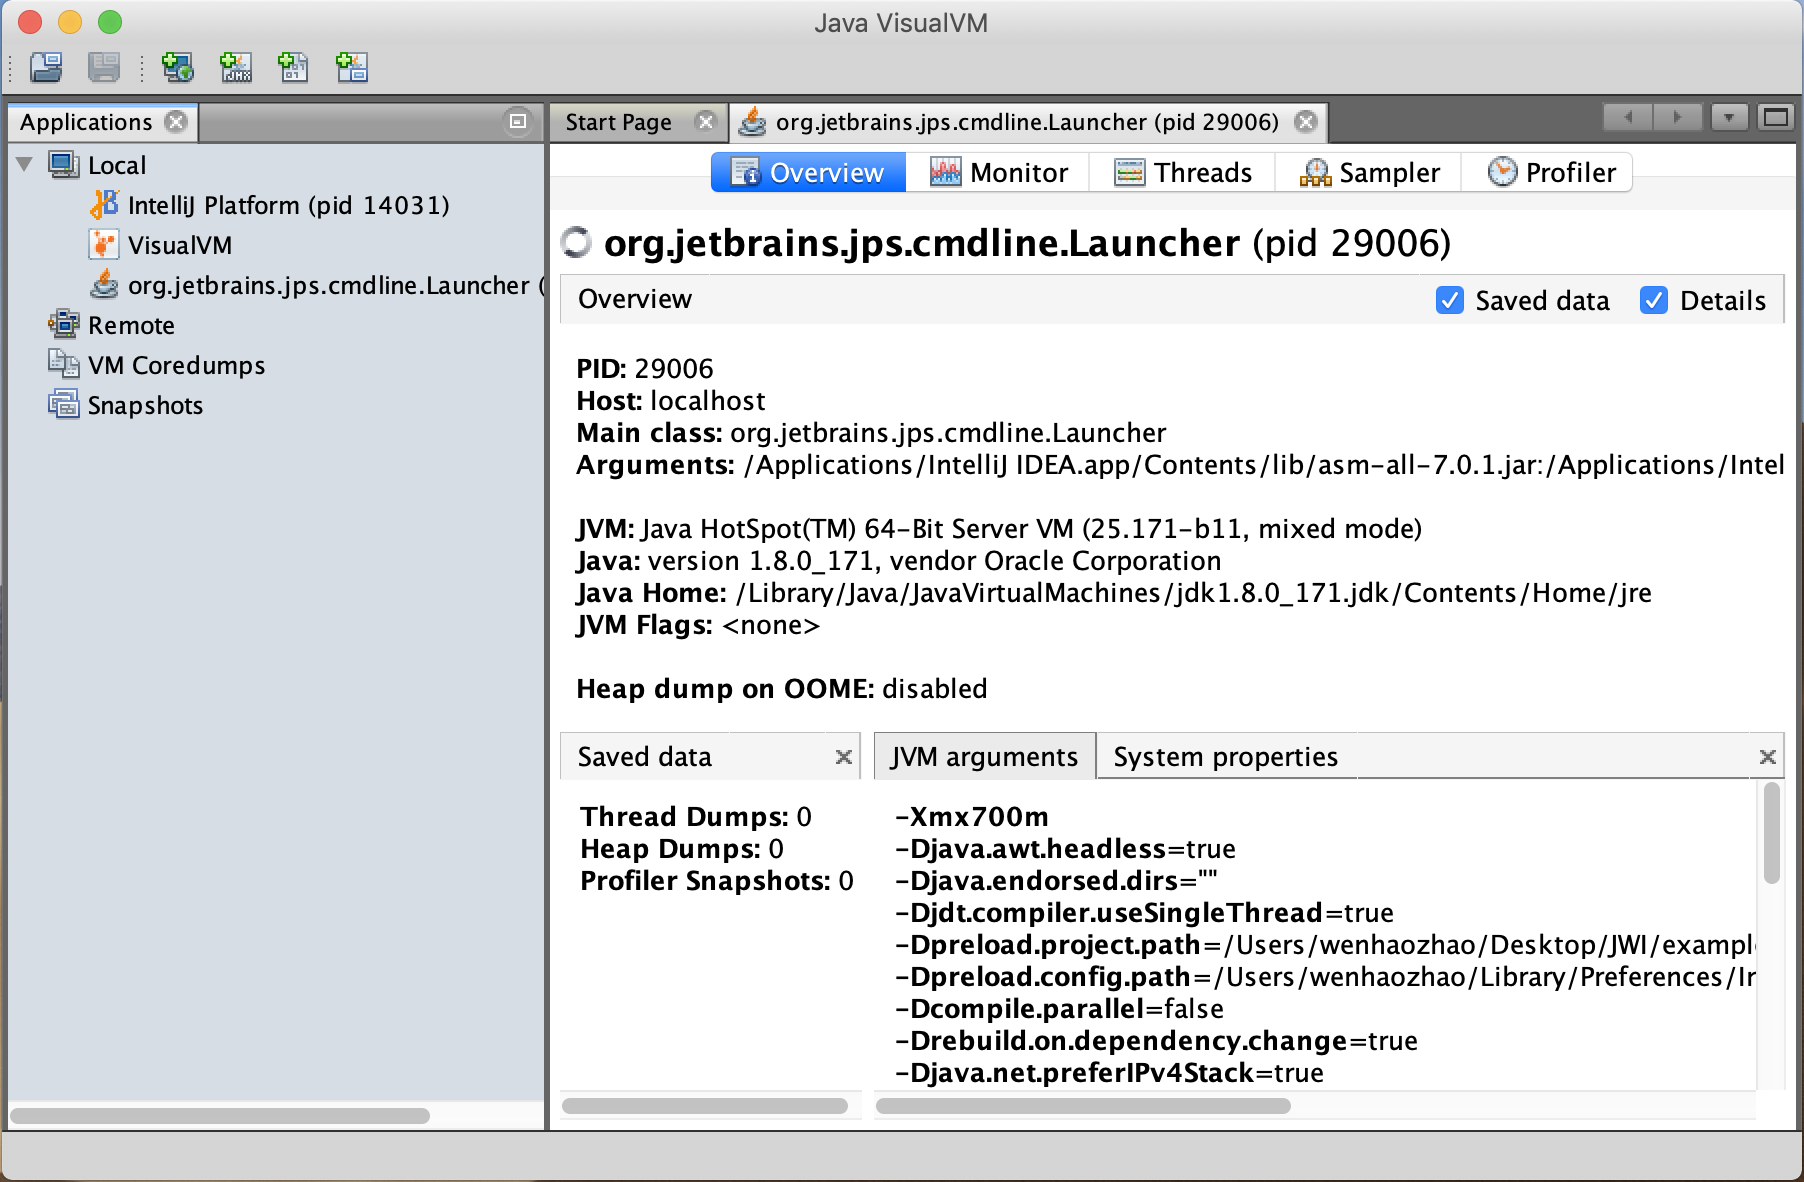 Java VisualVM
Applications
Local
IntelliJ Platform (pid 14031)
VisualVM
org.jetbrains.jps.cmdline.Launcher (
Remote
VM Coredumps
Snapshots
Start Page
org.jetbrains.jps.cmdline.Launcher (pid 29006)
Overview Monitor Threads Sampler Profiler
org.jetbrains.jps.cmdline.Launcher (pid 29006)
Overview Saved data Details
PID: 29006
Host: localhost
Main class: org.jetbrains.jps.cmdline.Launcher
Arguments: /Applications/IntelliJ IDEA.app/Contents/lib/asm-all-7.0.1.jar:/Applications/Intel
JVM: Java HotSpot(TM) 64-Bit Server VM (25.171-b11, mixed mode)
Java: version 1.8.0_171, vendor Oracle Corporation
Java Home: /Library/Java/JavaVirtualMachines/jdk1.8.0_171.jdk/Contents/Home/jre
JVM Flags: <none>
Heap dump on OOME: disabled
Saved data
Thread Dumps: 0
Heap Dumps: 0
Profiler Snapshots: 0
JVM arguments System properties
-Xmx700m
-Djava.awt.headless=true
-Djava.endorsed.dirs=""
-Djdt.compiler.useSingleThread=true
-Dpreload.project.path=/Users/wenhaozhao/Desktop/JWI/exampl
-Dpreload.config.path=/Users/wenhaozhao/Library/Preferences/Ir
-Dcompile.parallel=false
-Drebuild.on.dependency.change=true
-Djava.net.preferIPv4Stack=true